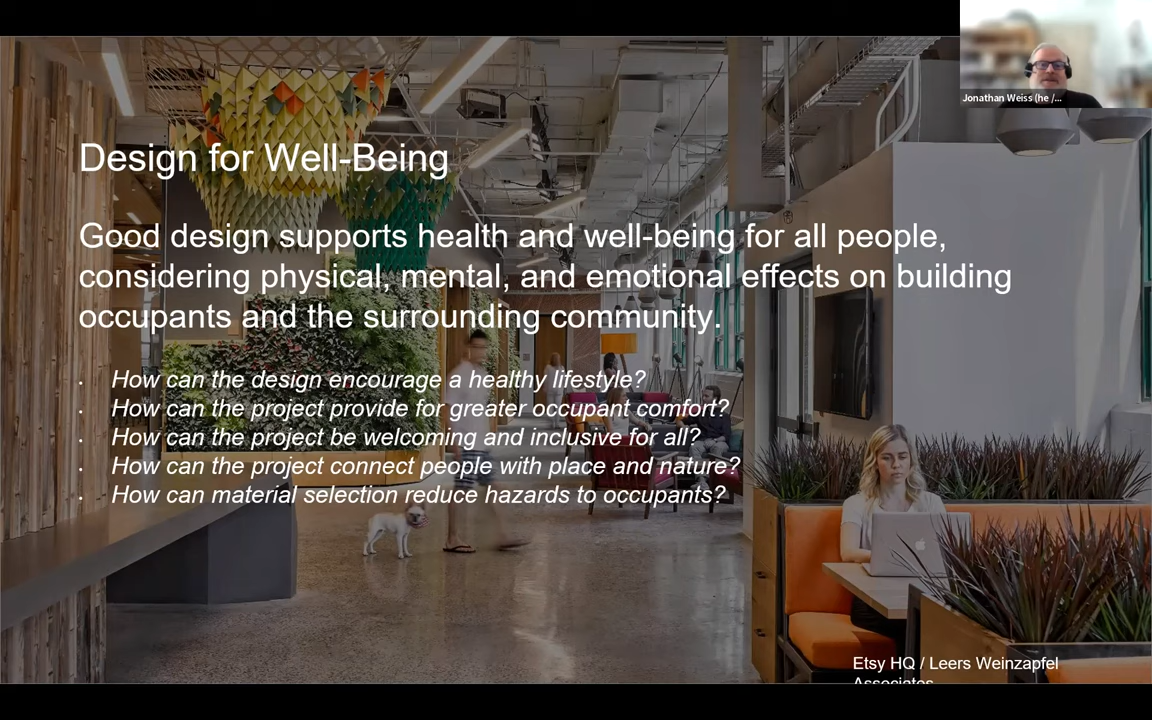 Jonathan Weiss (he /...
Design for Well-Being
Good design supports health and well-being for all people,
considering physical, mental, and emotional effects on building
occupants and the surrounding community.
• How can the design encourage a healthy lifestyle?
• How can the project provide for greater occupant comfort?
• How can the project be welcoming and inclusive for all?
• How can the project connect people with place and nature?
• How can material selection reduce hazards to occupants?
Etsy HQ / Leers Weinzapfel
Associates